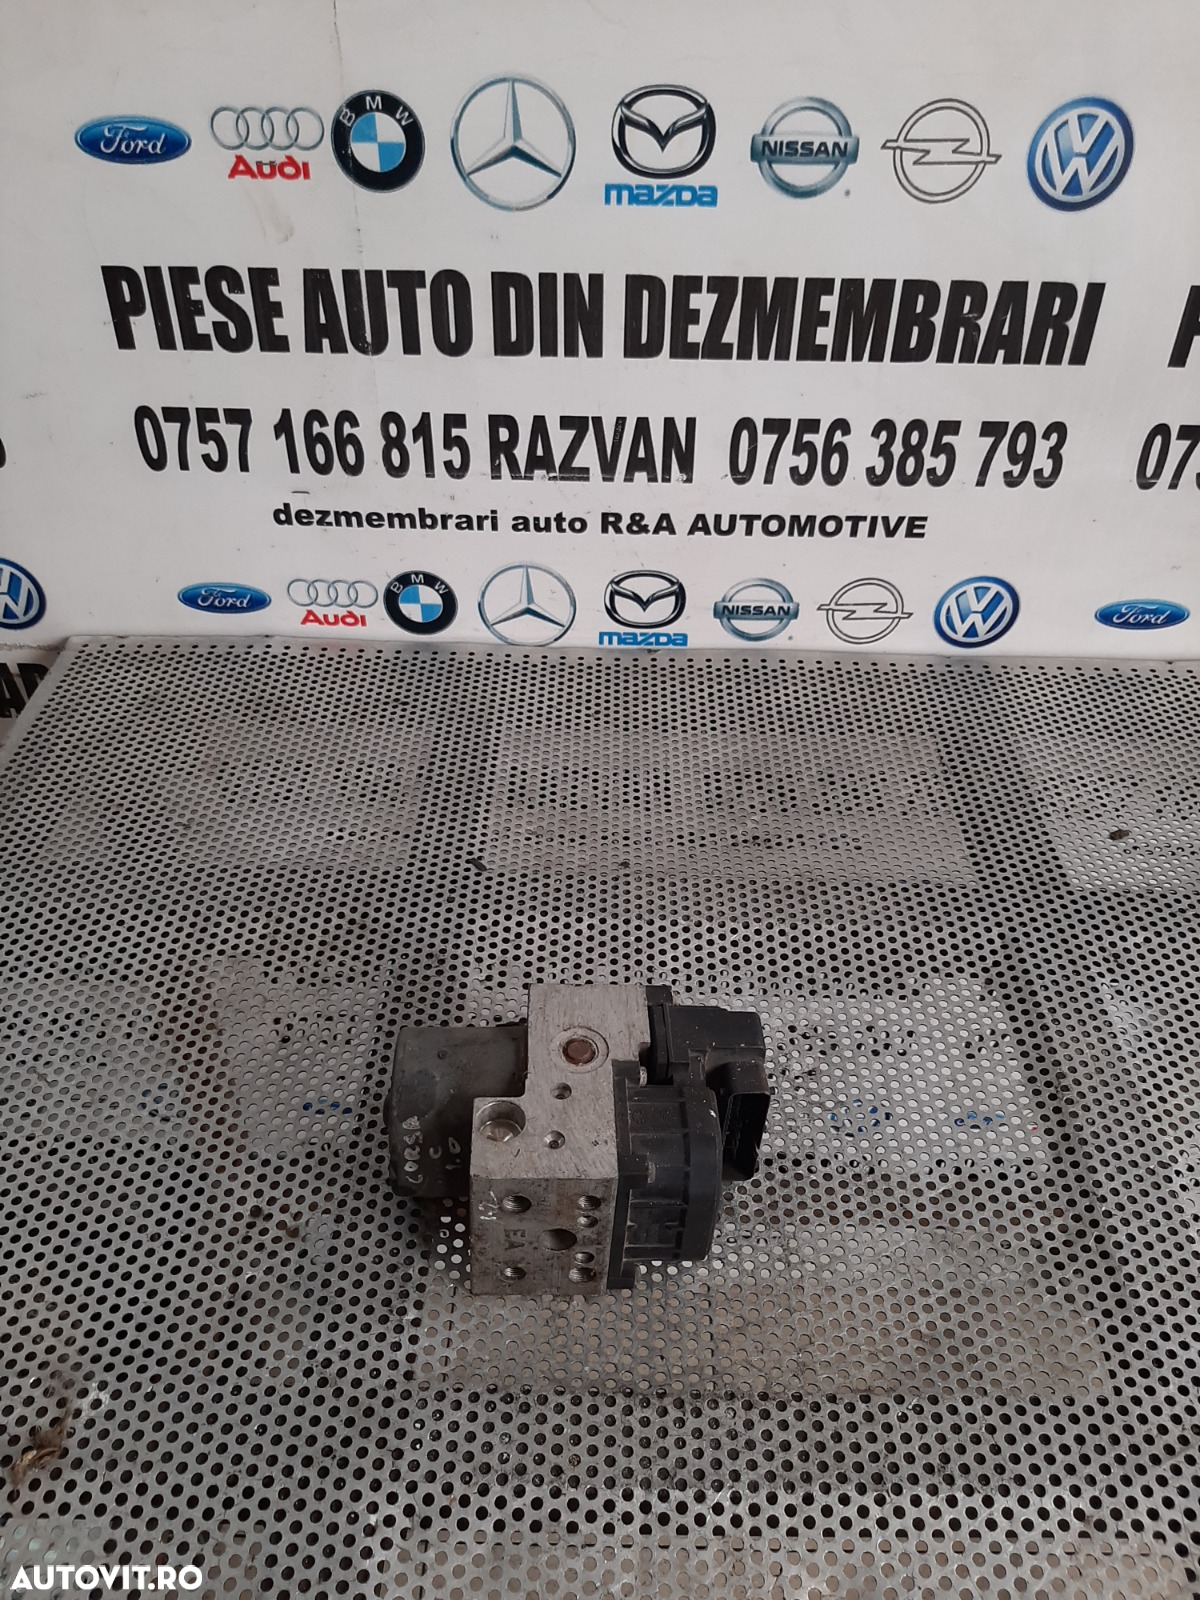 Ford
Audi
BMW
mazda
NISSAN
PIESE AUTO DIN DEZMEMBRARI
0757 166 815 RAZVAN 0756 385 793
dezmembrari auto R&A AUTOMOTIVE
Ford
Audi
BMW
mazda
NISSAN
Ford
CORSA
C
1.0
EA
AUTOVIT.RO